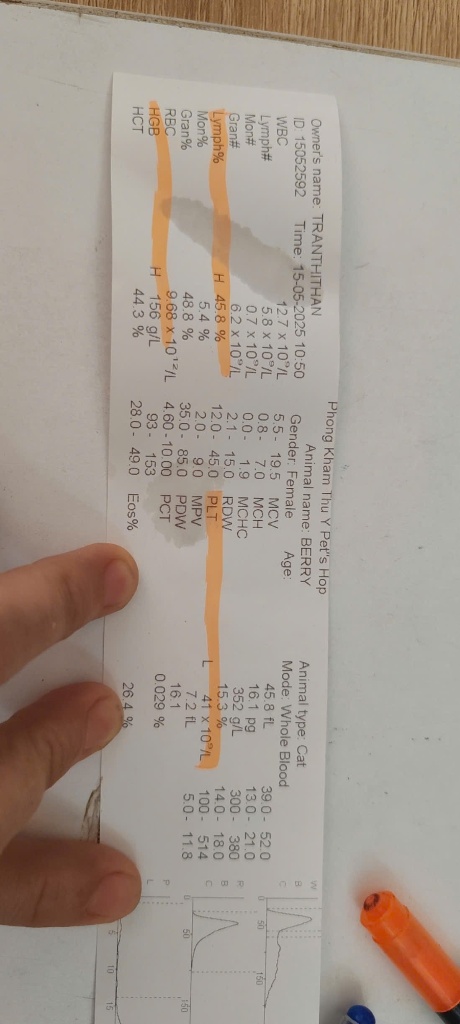 Phong Kham Thu Y Pet"s Hop
Owner's name: TRANTHITHAN Animal name: BERRY Animal type: Cat
ID 15052592 Time: 15-05-2025 10:50 Gender: Female Age: Mode: Whole Blood
WBC 12.7 x 10⁹/L 5.5 - 19.5 MCV 45.8 fL 39.0 - 52.0
Lymph# 5.8 x 10⁹/L 0.8 - 7.0 MCH 16.1 pg 13.0 - 21.0
Mon# 0.7 x 10⁹/L 0.0 - 1.9 MCHC 352 g/L 300 - 380
Gran# 6.2 x 10⁹/L 2.1 - 15.0 RDW 15.3 % 14.0 - 18.0
Lymph% H 45.8 % 12.0 - 45.0 PLT L 41 x 10⁹/L 100 - 514
Mon% 5.4 % 2.0 - 9.0 MPV 7.2 fL 5.0 - 11.8
Gran% 48.8 % 35.0 - 85.0 PDW 16.1
RBC 9.68 x 10¹²/L 4.60 - 10.00 PCT 0.029 %
HGB H 156 g/L 93 - 153
HCT 44.3 % 28.0 - 49.0 Eos% 26.4 %
W
B
C
0 50 150
R
B
C
0 50 150
P
L
5 10 15